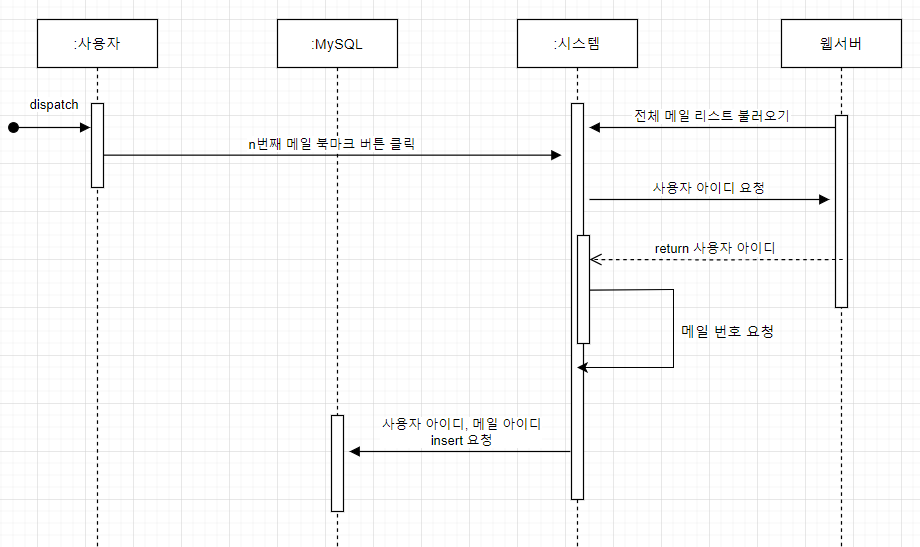 :사용자
:MySQL
:시스템
웹서버
dispatch
전체 메일 리스트 불러오기
n번째 메일 북마크 버튼 클릭
사용자 아이디 요청
return 사용자 아이디
메일 번호 요청
사용자 아이디, 메일 아이디
insert 요청